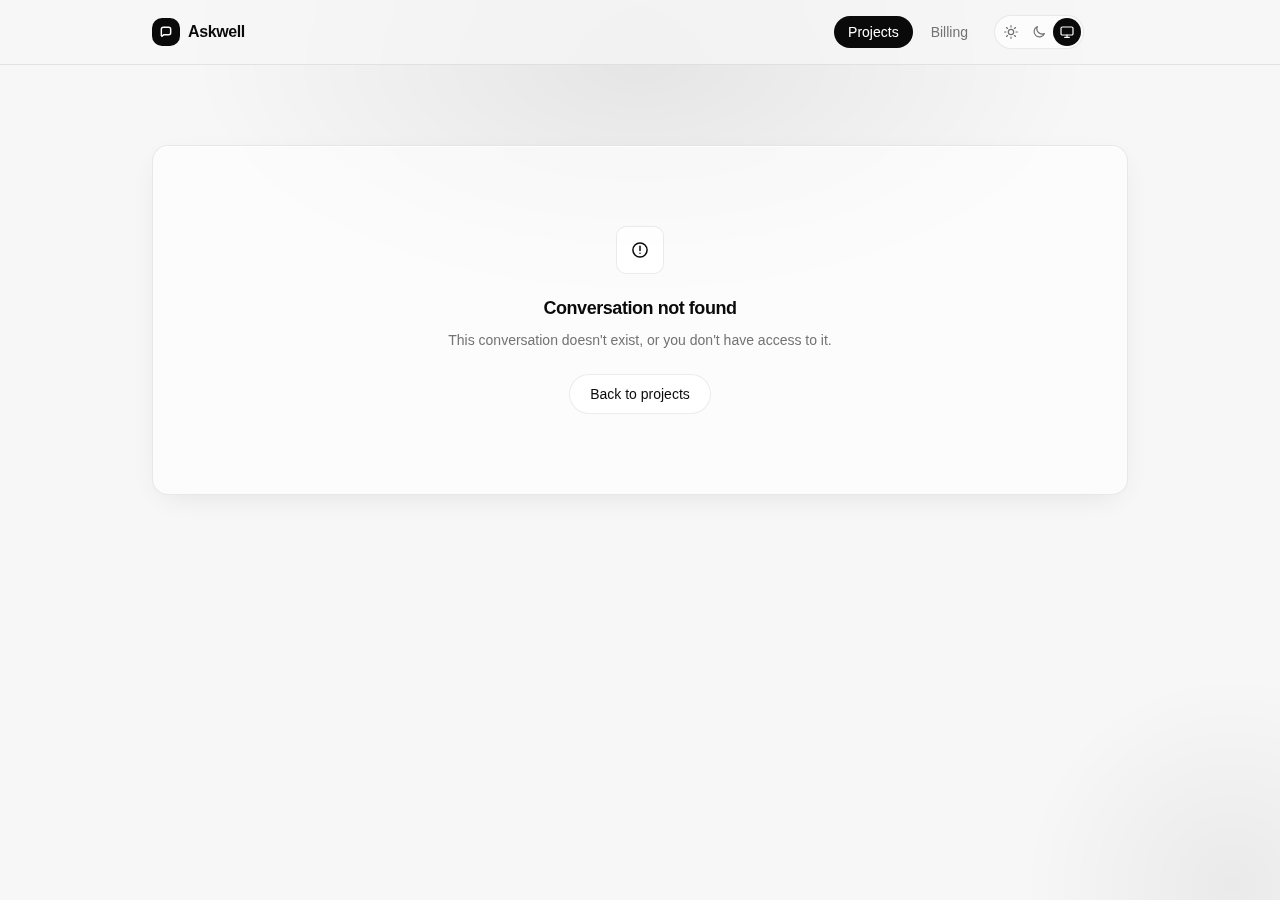 Askwell
Projects
Billing
Conversation not found
This conversation doesn't exist, or you don't have access to it.
Back to projects